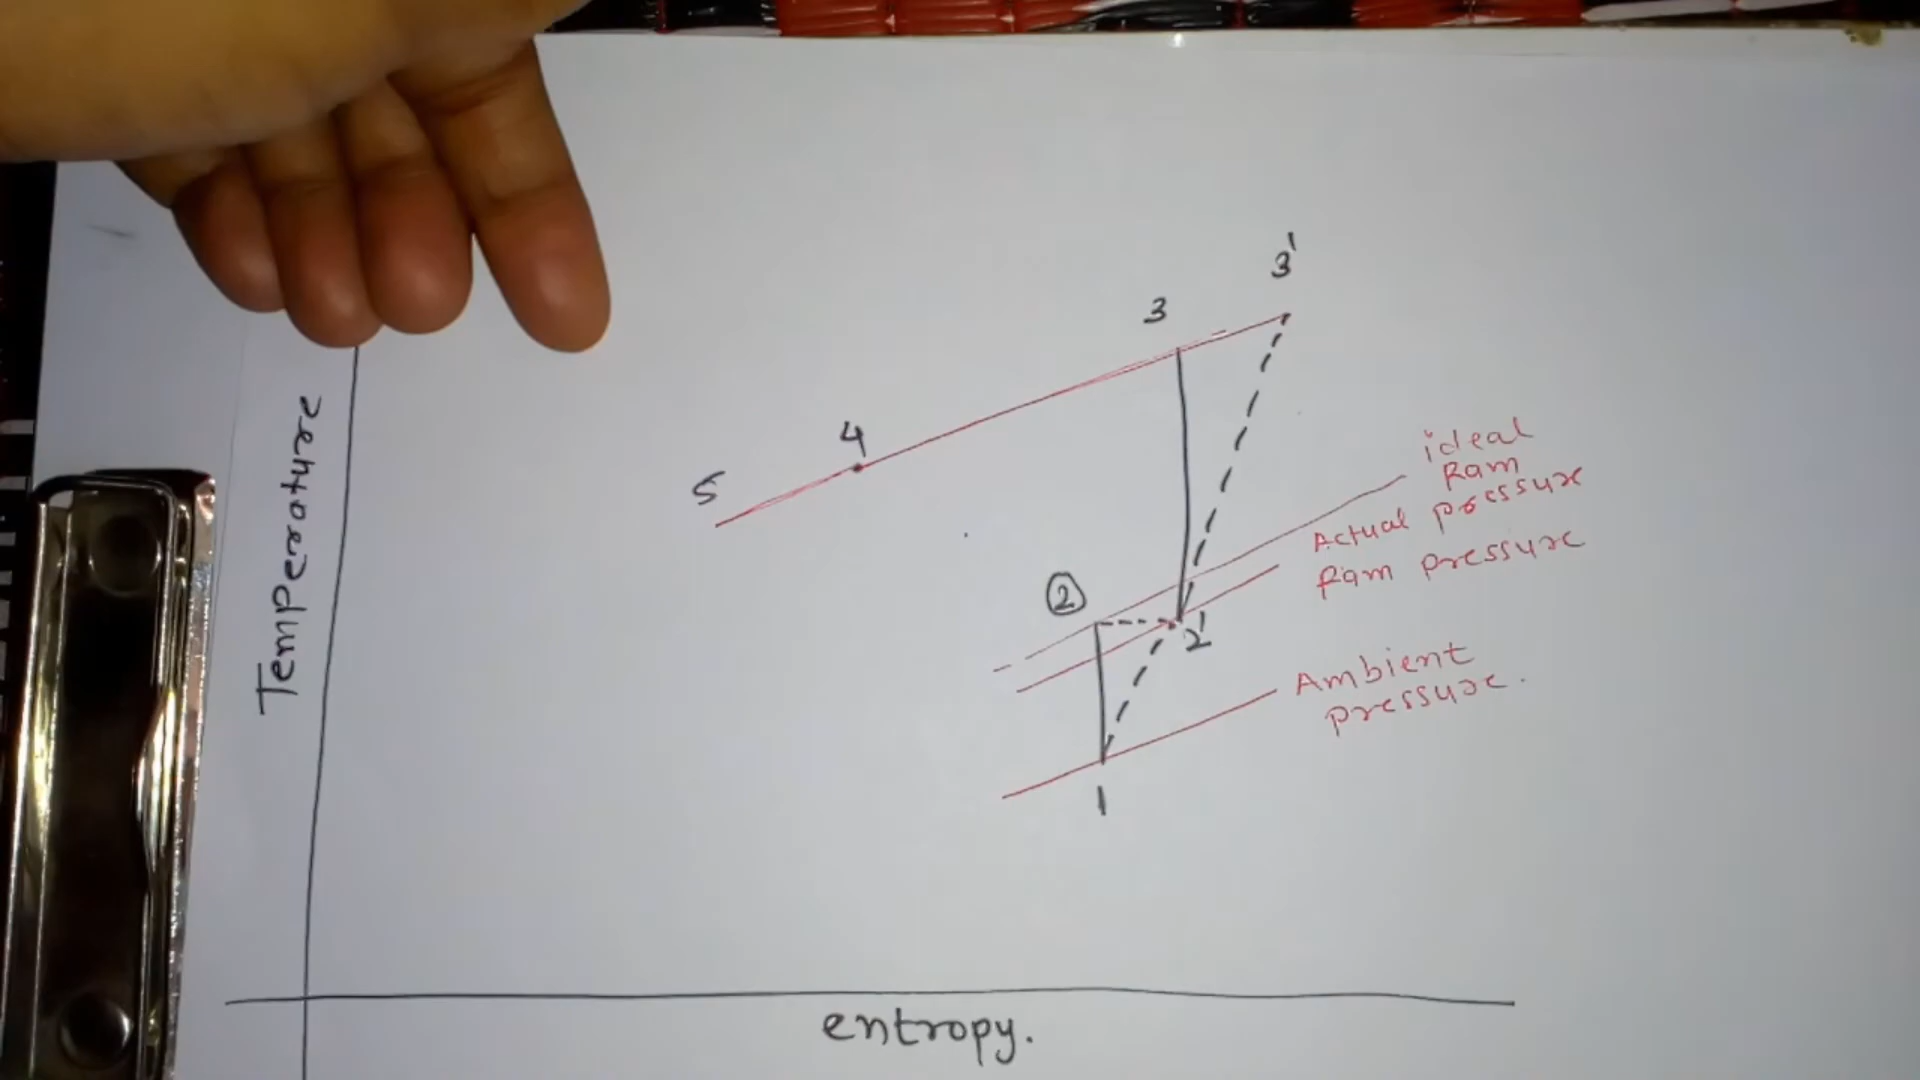 3'
3
4
5
ideal
Ram
pressure
Actual
Ram pressure
2
2'
Ambient
pressure.
1
Temperature
entropy.